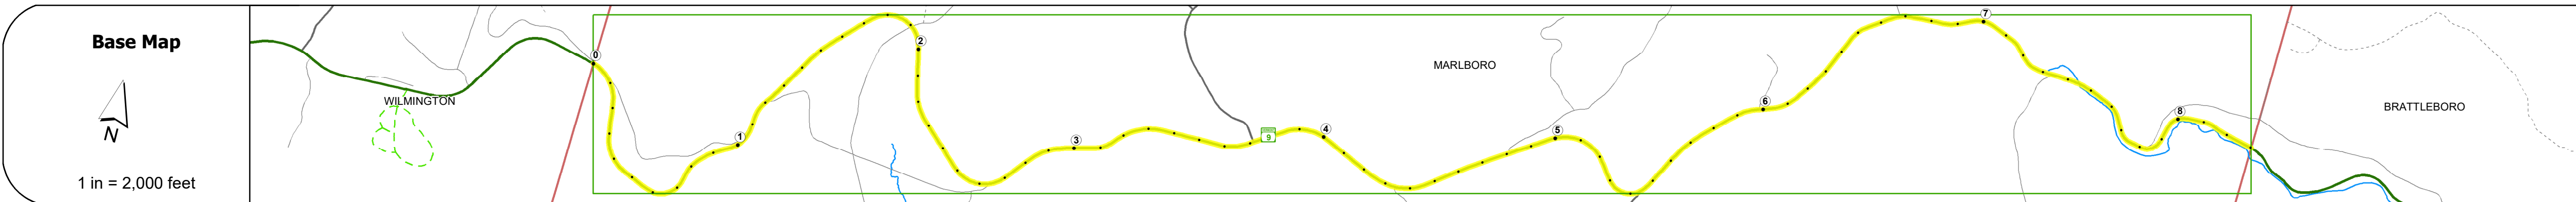 Base Map
N
1 in = 2,000 feet
WILMINGTON
0
1
2
3
9
4
MARLBORO
5
6
7
8
BRATTLEBORO